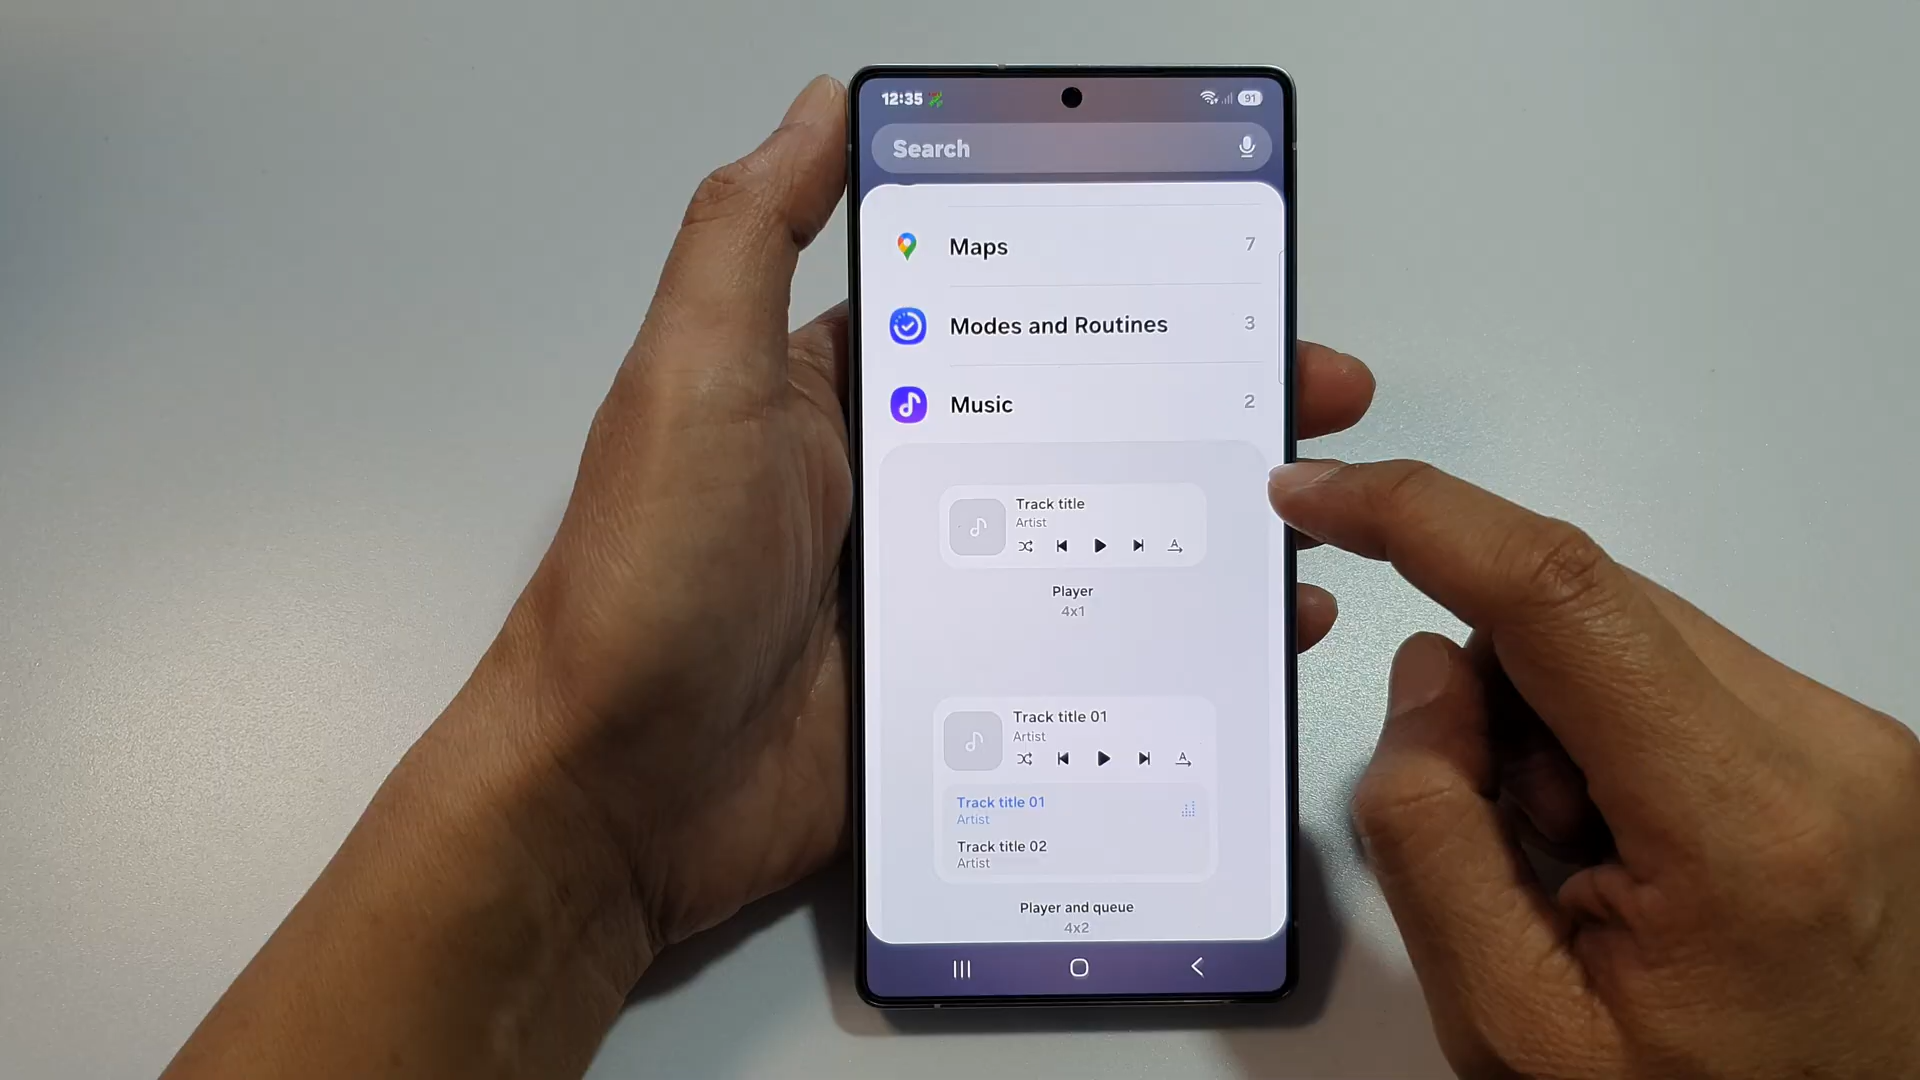 12:35
91
Search
Maps 7
Modes and Routines 3
Music 2
Track title
Artist
A
Player
4x1
Track title 01
Artist
A
Track title 01
Artist
Track title 02
Artist
Player and queue
4x2